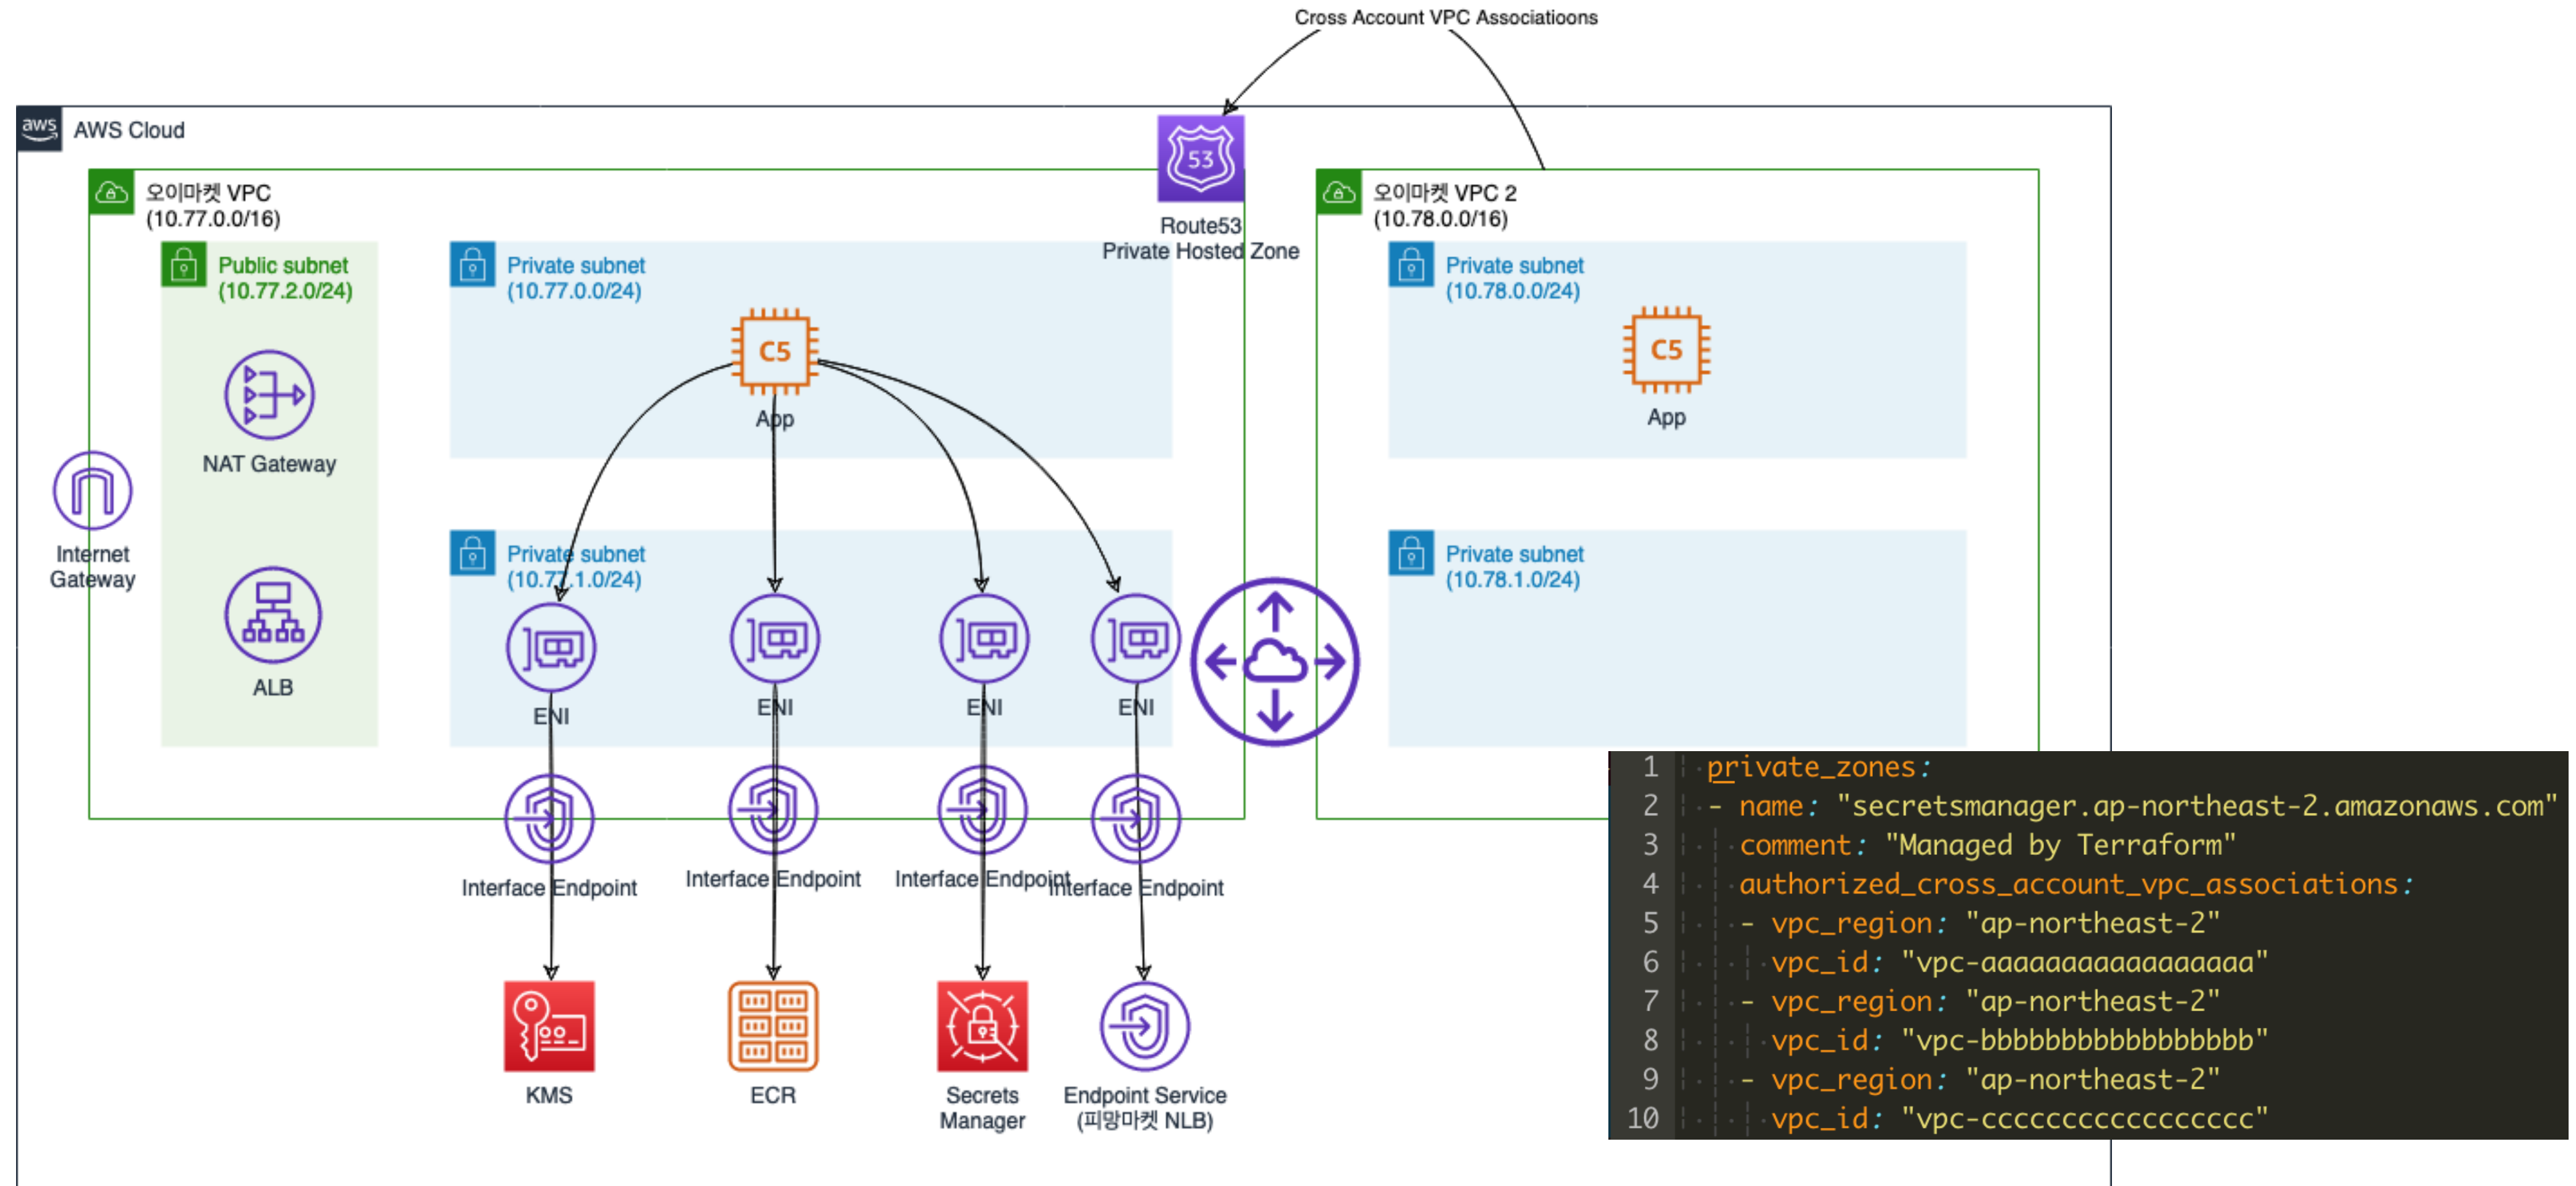 Cross Account VPC Associatioons
aws
AWS Cloud
53
Route53
Private Hosted Zone
오이마켓 VPC
(10.77.0.0/16)
Public subnet
(10.77.2.0/24)
NAT Gateway
Internet
Gateway
ALB
Private subnet
(10.77.0.0/24)
C5
App
Private subnet
(10.77.1.0/24)
ENI
ENI
ENI
ENI
Interface Endpoint
Interface Endpoint
Interface Endpoint
Interface Endpoint
KMS
ECR
Secrets
Manager
Endpoint Service
(피망마켓 NLB)
오이마켓 VPC 2
(10.78.0.0/16)
Private subnet
(10.78.0.0/24)
C5
App
Private subnet
(10.78.1.0/24)
1 private_zones:
2 - name: "secretsmanager.ap-northeast-2.amazonaws.com"
3 comment: "Managed by Terraform"
4 authorized_cross_account_vpc_associations:
5 - vpc_region: "ap-northeast-2"
6 vpc_id: "vpc-aaaaaaaaaaaaaaaaa"
7 - vpc_region: "ap-northeast-2"
8 vpc_id: "vpc-bbbbbbbbbbbbbbbbb"
9 - vpc_region: "ap-northeast-2"
10 vpc_id: "vpc-ccccccccccccccccc"